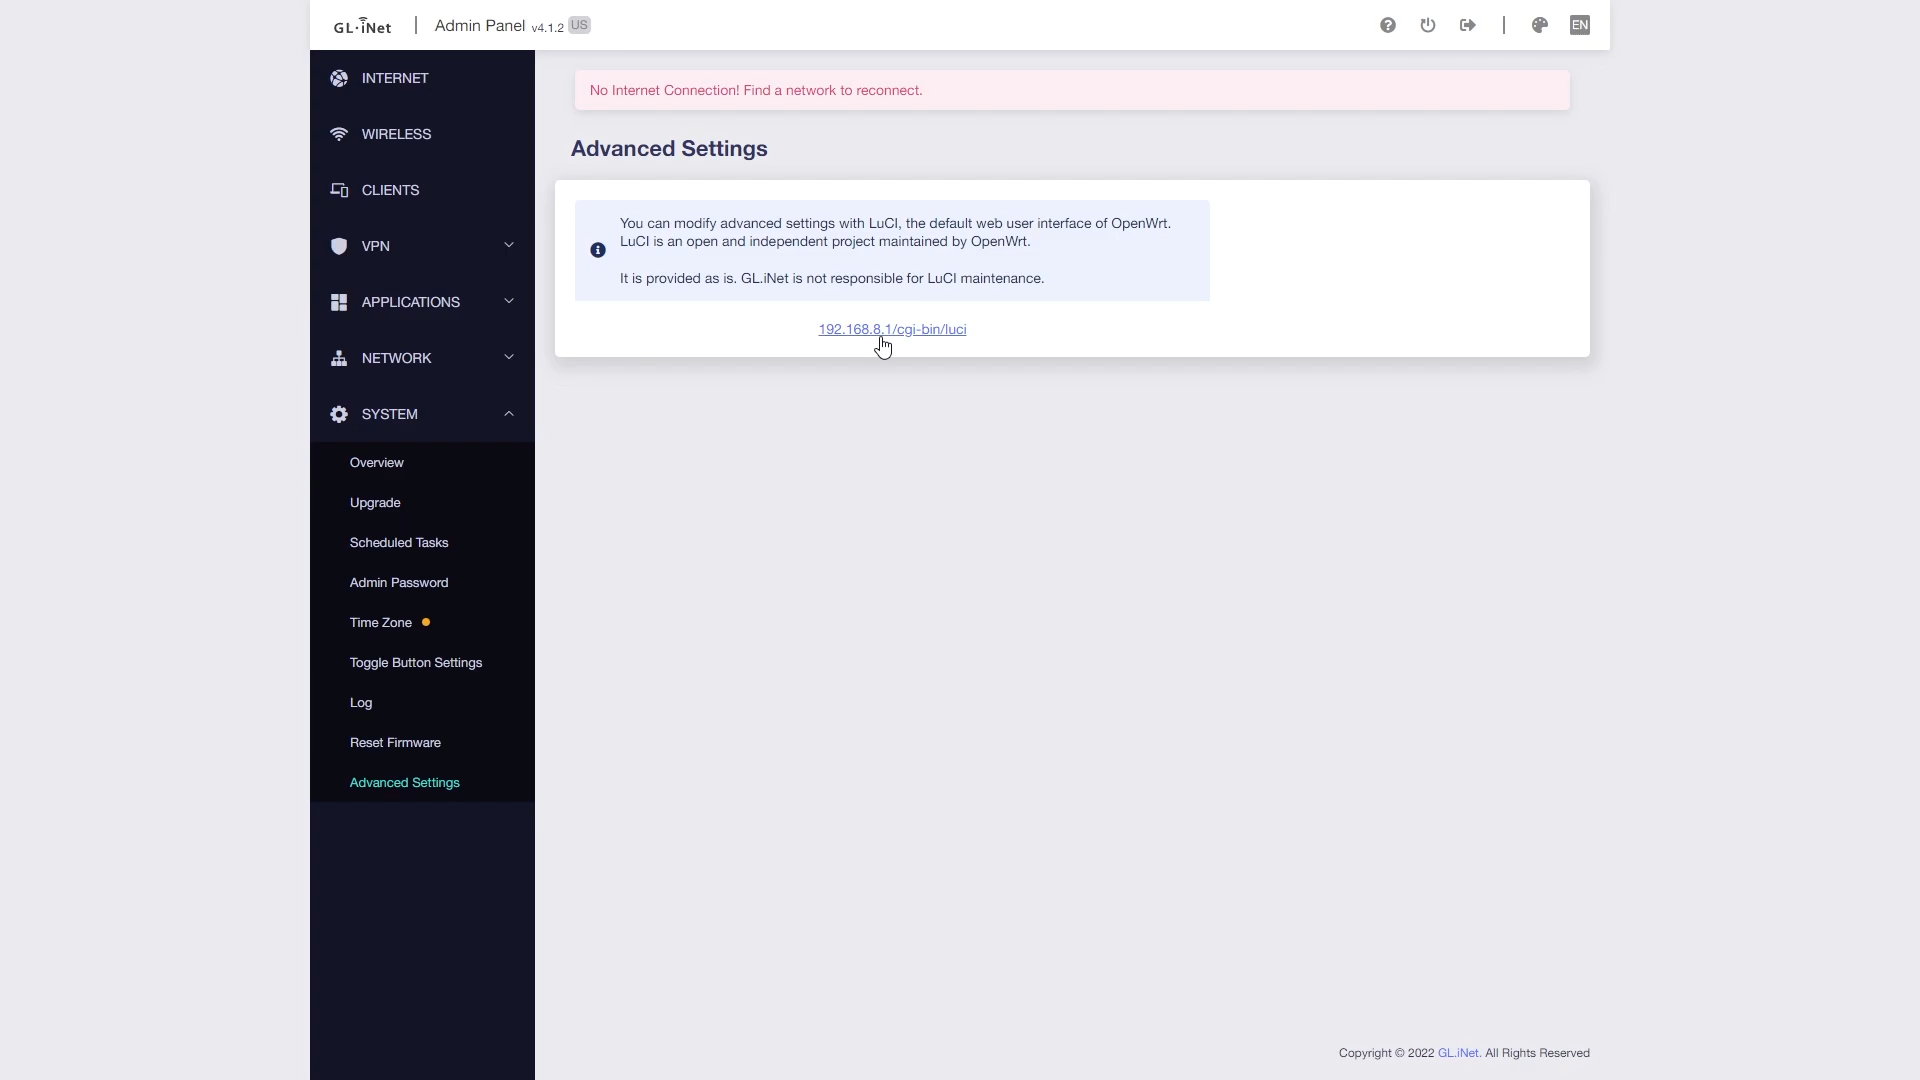 GL·iNet
Admin Panel v4.1.2 US
EN
INTERNET
WIRELESS
CLIENTS
VPN
APPLICATIONS
NETWORK
SYSTEM
Overview
Upgrade
Scheduled Tasks
Admin Password
Time Zone
Toggle Button Settings
Log
Reset Firmware
Advanced Settings
No Internet Connection! Find a network to reconnect.
Advanced Settings
You can modify advanced settings with LuCI, the default web user interface of OpenWrt.
LuCI is an open and independent project maintained by OpenWrt.
It is provided as is. GL.iNet is not responsible for LuCI maintenance.
192.168.8.1/cgi-bin/luci
Copyright © 2022 GL.iNet. All Rights Reserved